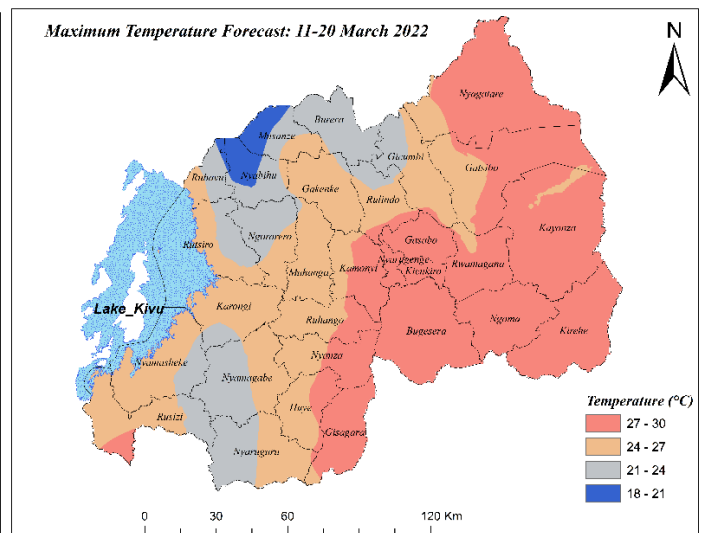 Maximum Temperature Forecast: 11-20 March 2022
N
Nyagatare
Burera
Musanze
Gicumbi
Gatsibo
Nyabihu
Rubavu
Gakenke
Rulindo
Kayonza
Ngororero
Rutsiro
Gasabo
Nyarugenge
Kicukiro
Rwamagana
Muhanga
Kamonyi
Lake_Kivu
Karongi
Ruhango
Bugesera
Ngoma
Kirehe
Nyanza
Nyamasheke
Nyamagabe
Huye
Rusizi
Gisagara
Nyaruguru
Temperature (°C)
27 - 30
24 - 27
21 - 24
18 - 21
0 30 60 120 Km